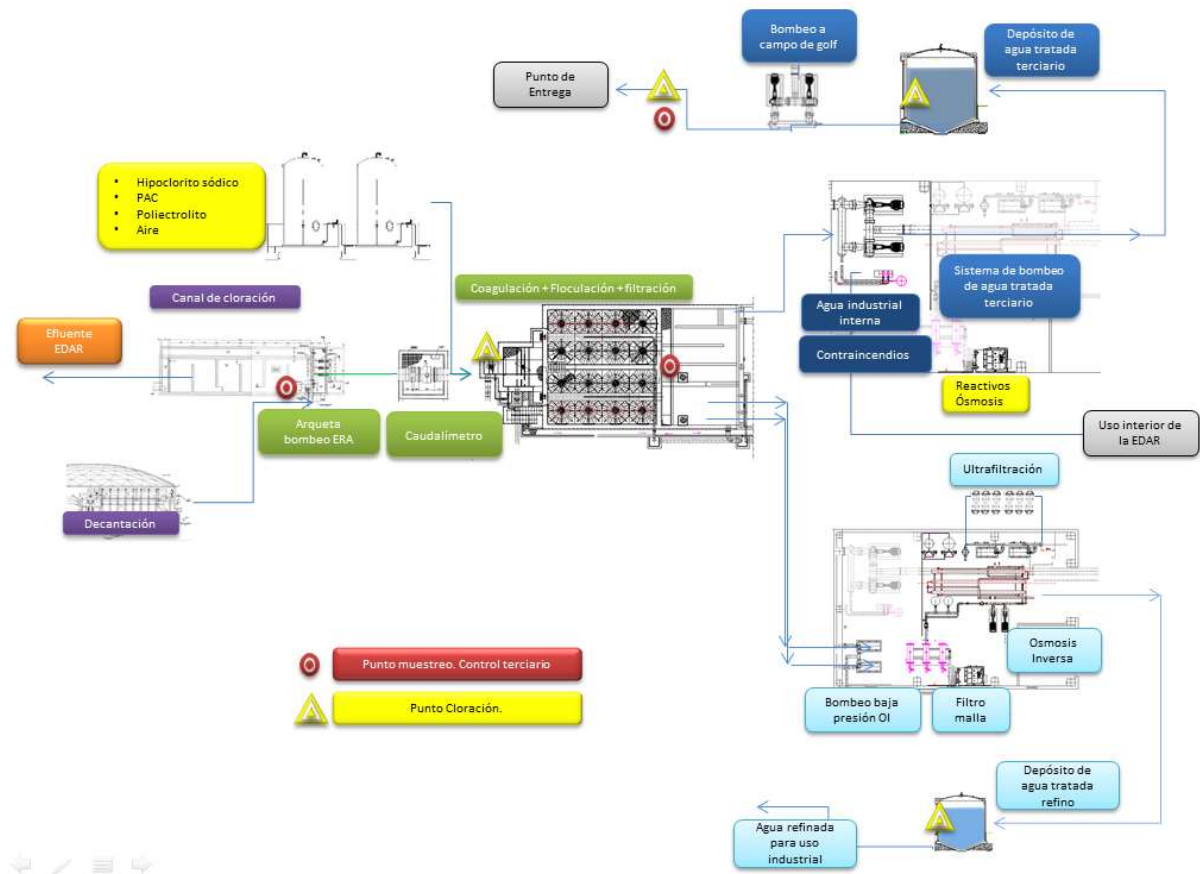 Bombeo a
campo de golf
Depósito de
agua tratada
terciario
Punto de
Entrega
• Hipoclorito sódico
• PAC
• Poliectrolito
• Aire
Canal de cloración
Coagulación + Floculación + filtración
Sistema de bombeo
de agua tratada
terciario
Agua industrial
interna
Efluente
EDAR
Contraincendios
Reactivos
Ósmosis
Arqueta
bombeo ERA
Caudalímetro
Uso interior de
la EDAR
Ultrafiltración
Decantación
Osmosis
Inversa
Punto muestreo. Control terciario
Bombeo baja
presión OI
Filtro
malla
Punto Cloración.
Depósito de
agua tratada
refino
Agua refinada
para uso
industrial